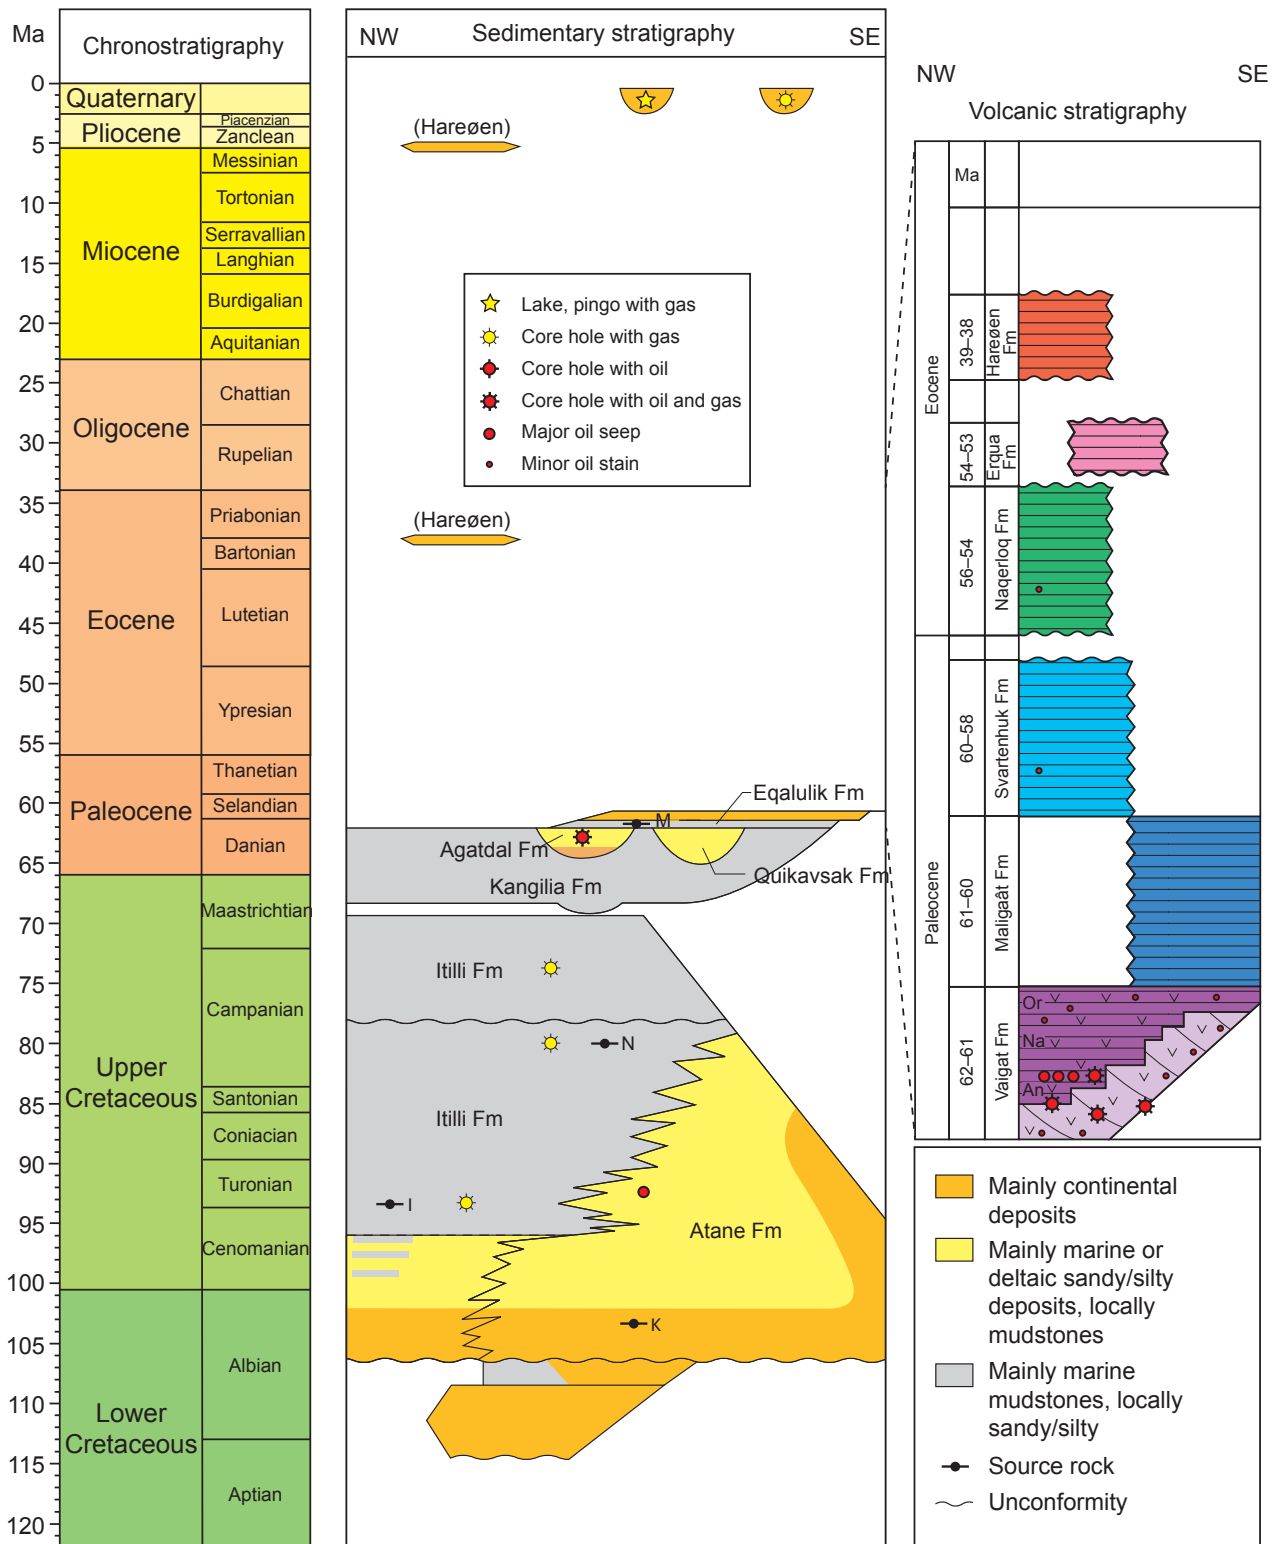 Ma
Chronostratigraphy
0
5
10
15
20
25
30
35
40
45
50
55
60
65
70
75
80
85
90
95
100
105
110
115
120
Quaternary
Pliocene
Miocene
Oligocene
Eocene
Paleocene
Upper
Cretaceous
Lower
Cretaceous
Piacenzian
Zanclean
Messinian
Tortonian
Serravallian
Langhian
Burdigalian
Aquitanian
Chattian
Rupelian
Priabonian
Bartonian
Lutetian
Ypresian
Thanetian
Selandian
Danian
Maastrichtian
Campanian
Santonian
Coniacian
Turonian
Cenomanian
Albian
Aptian
NW
Sedimentary stratigraphy
SE
(Hareøen)
Lake, pingo with gas
Core hole with gas
Core hole with oil
Core hole with oil and gas
Major oil seep
Minor oil stain
(Hareøen)
Eqalulik Fm
M
Agatdal Fm
Quikavsak Fm
Kangilia Fm
Itilli Fm
N
Itilli Fm
I
Atane Fm
K
NW
SE
Volcanic stratigraphy
Ma
Eocene
Paleocene
39–38
Hareøen
Fm
54–53
Erqua
Fm
56–54
Naqerloq Fm
60–58
Svartenhuk Fm
61–60
Maligaât Fm
62–61
Vaigat Fm
Or
Na
An
Mainly continental
deposits
Mainly marine or
deltaic sandy/silty
deposits, locally
mudstones
Mainly marine
mudstones, locally
sandy/silty
Source rock
Unconformity